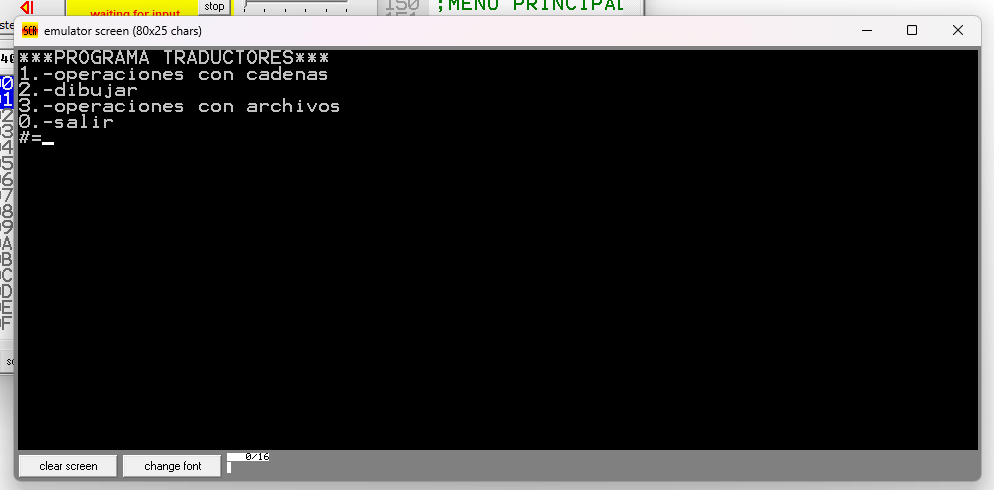 waiting for input
stop
150
;MENU PRINCIPAL
SCR
emulator screen (80x25 chars)
***PROGRAMA TRADUCTORES***
1.-operaciones con cadenas
2.-dibujar
3.-operaciones con archivos
0.-salir
#=_
clear screen
change font
0/16